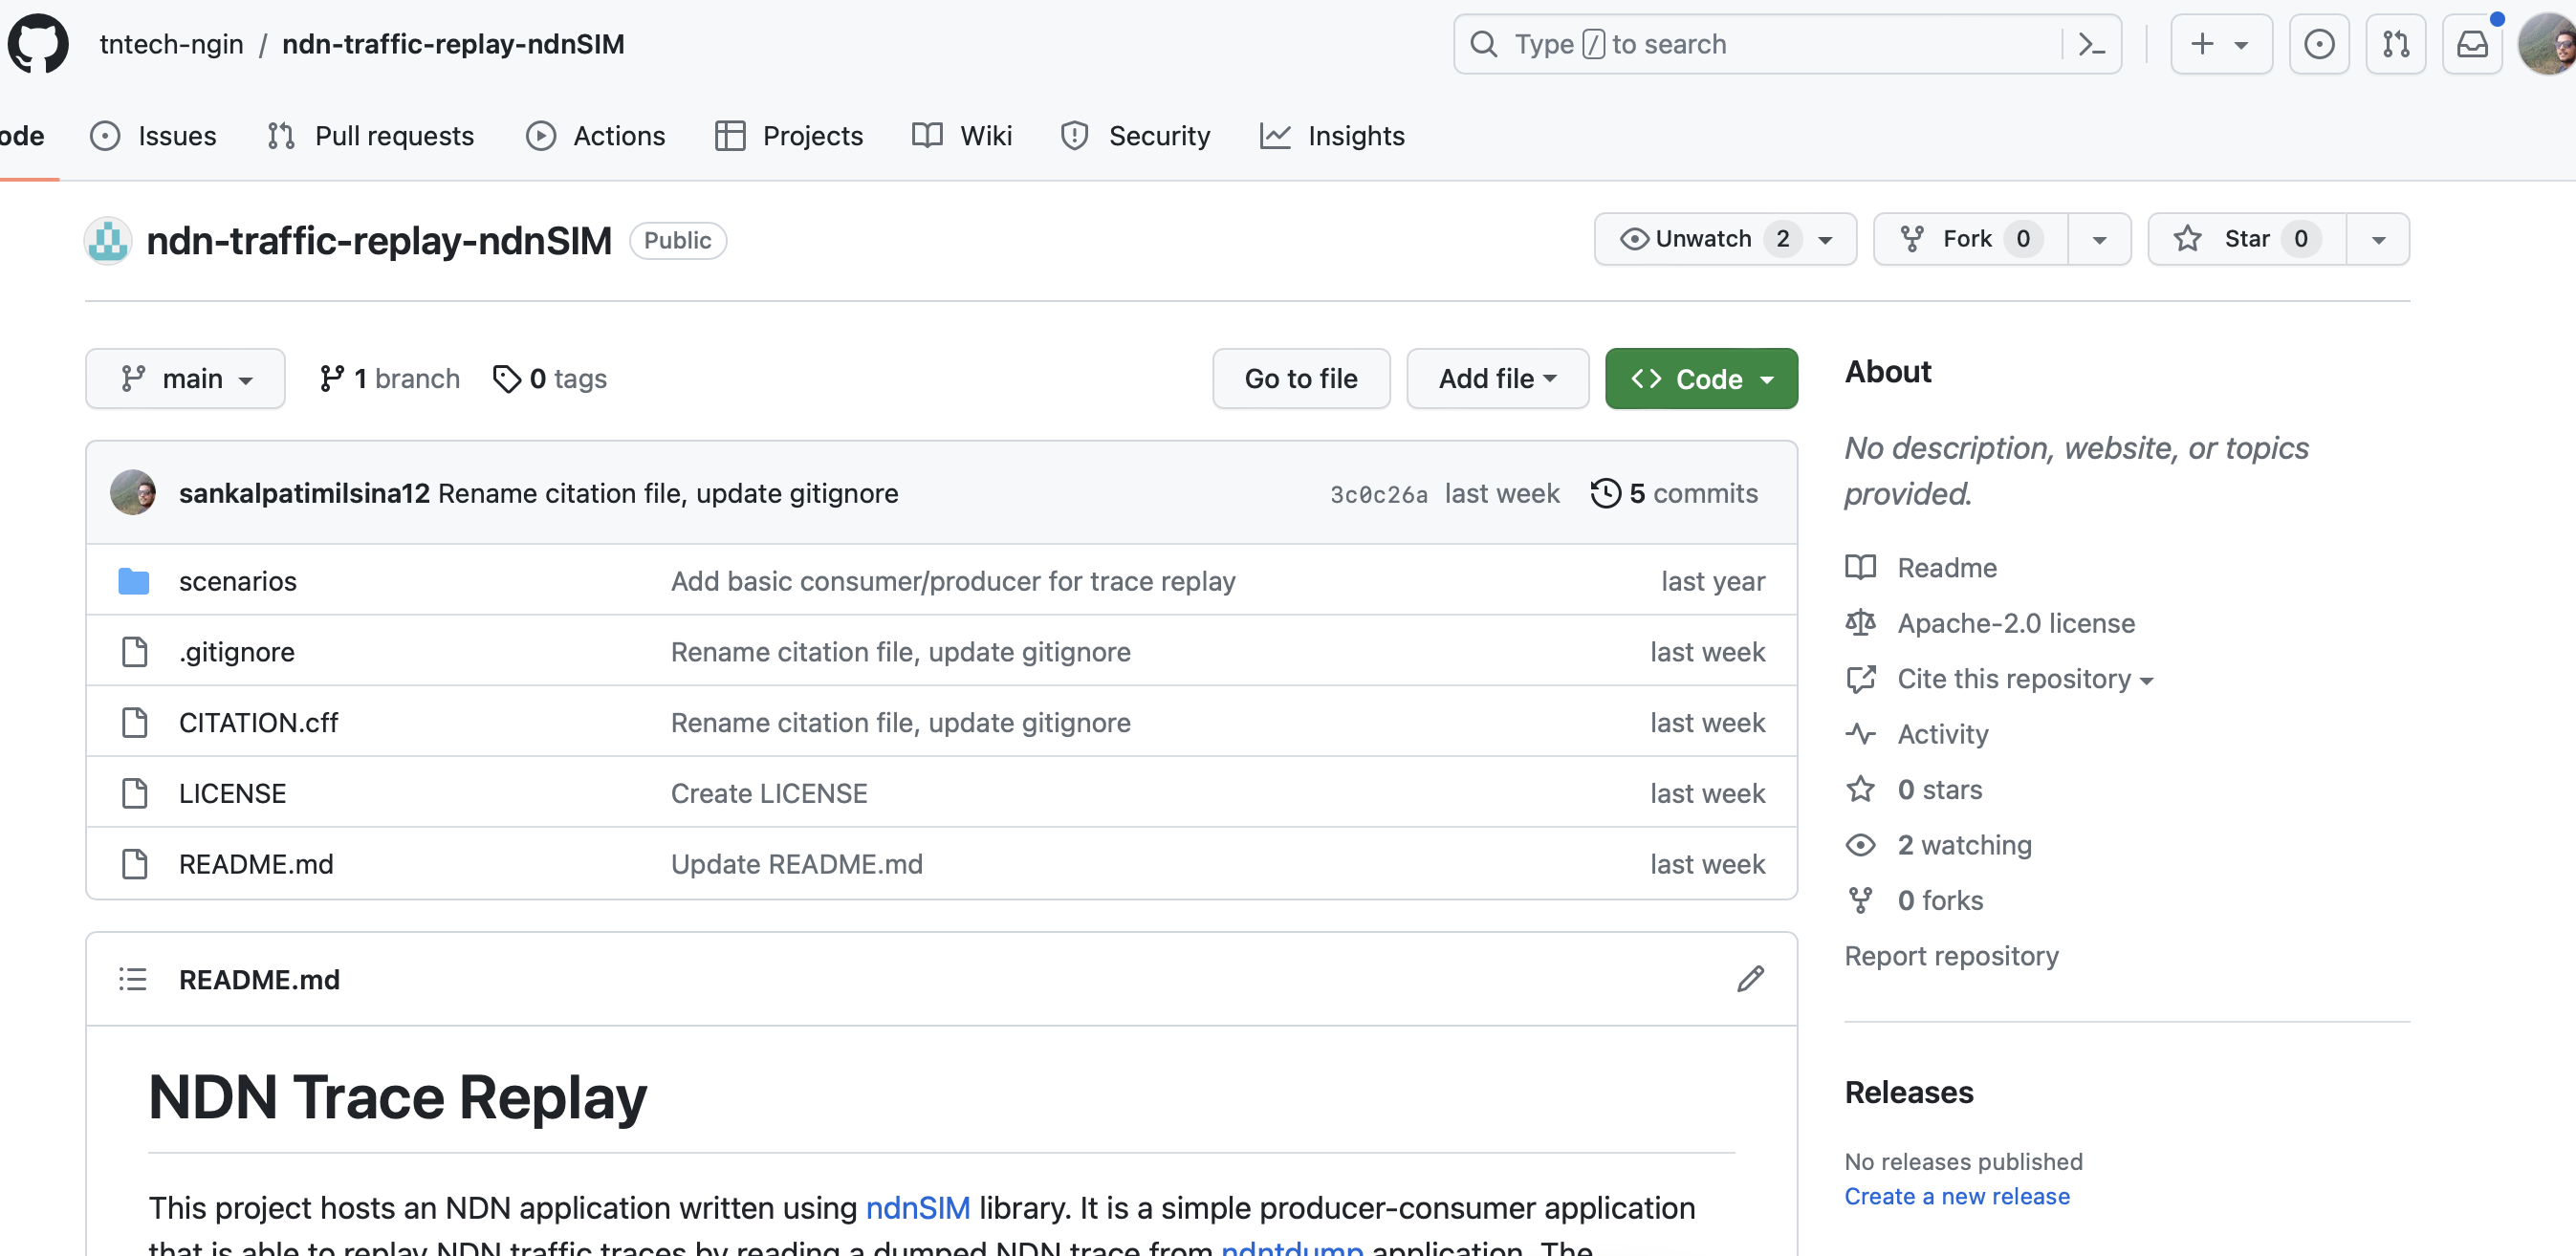 tntech-ngin / ndn-traffic-replay-ndnSIM
Type / to search
ode Issues Pull requests Actions Projects Wiki Security Insights
ndn-traffic-replay-ndnSIM Public
Unwatch 2 Fork 0 Star 0
main 1 branch 0 tags Go to file Add file Code
sankalpatimilsina12 Rename citation file, update gitignore 3c0c26a last week 5 commits
scenarios Add basic consumer/producer for trace replay last year
.gitignore Rename citation file, update gitignore last week
CITATION.cff Rename citation file, update gitignore last week
LICENSE Create LICENSE last week
README.md Update README.md last week
README.md
NDN Trace Replay
This project hosts an NDN application written using ndnSIM library. It is a simple producer-consumer application
that is able to replay NDN traffic traces by reading a dumped NDN trace from ndntdump application. The
About
No description, website, or topics
provided.
Readme
Apache-2.0 license
Cite this repository
Activity
0 stars
2 watching
0 forks
Report repository
Releases
No releases published
Create a new release